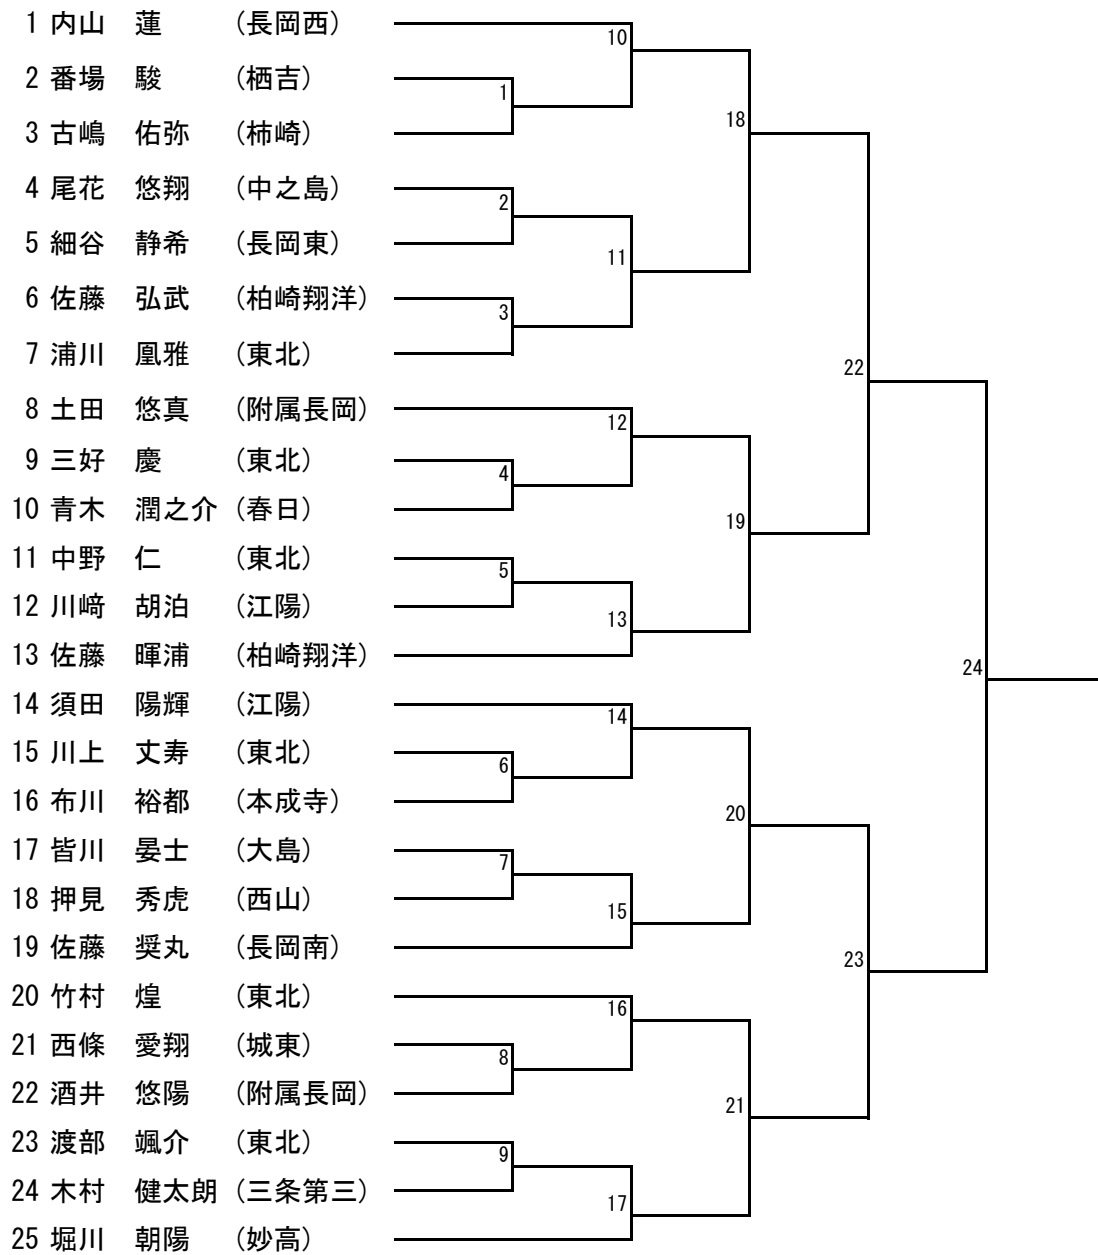 1 内山 蓮 (長岡西)
10
2 番場 駿 (栖吉)
1
18
3 古嶋 佑弥 (柿崎)
4 尾花 悠翔 (中之島)
2
5 細谷 静希 (長岡東)
11
6 佐藤 弘武 (柏崎翔洋)
3
7 浦川 凰雅 (東北)
22
8 土田 悠真 (附属長岡)
12
9 三好 慶 (東北)
4
10 青木 潤之介 (春日)
19
11 中野 仁 (東北)
5
12 川﨑 胡泊 (江陽)
13
13 佐藤 暉浦 (柏崎翔洋)
24
14 須田 陽輝 (江陽)
14
15 川上 丈寿 (東北)
6
16 布川 裕都 (本成寺)
20
17 皆川 晏士 (大島)
7
18 押見 秀虎 (西山)
15
19 佐藤 奨丸 (長岡南)
23
20 竹村 煌 (東北)
16
21 西條 愛翔 (城東)
8
22 酒井 悠陽 (附属長岡)
21
23 渡部 颯介 (東北)
9
24 木村 健太朗 (三条第三)
17
25 堀川 朝陽 (妙高)